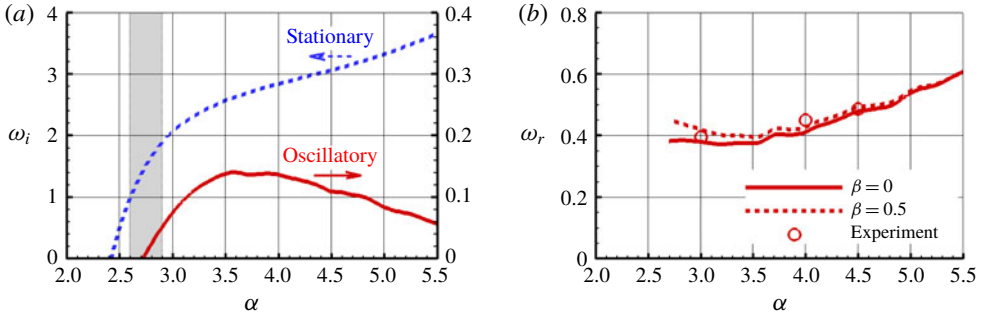 (a)
4
3
2
1
0
ω_i
0.4
0.3
0.2
0.1
0
Stationary
Oscillatory
2.0 2.5 3.0 3.5 4.0 4.5 5.0 5.5
α
(b)
0.8
0.6
0.4
0.2
0
ω_r
β = 0
β = 0.5
Experiment
2.0 2.5 3.0 3.5 4.0 4.5 5.0 5.5
α